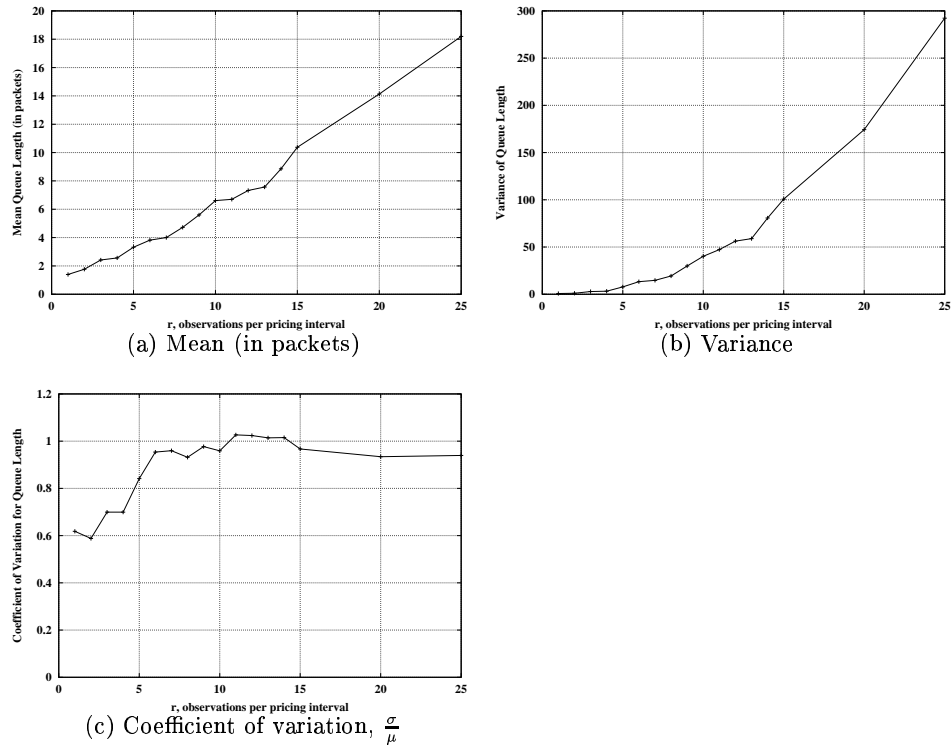 20
18
16
14
12
10
8
6
4
2
0
Mean Queue Length (in packets)
0 5 10 15 20 25
r, observations per pricing interval
(a) Mean (in packets)
300
250
200
150
100
50
0
Variance of Queue Length
0 5 10 15 20 25
r, observations per pricing interval
(b) Variance
1.2
1
0.8
0.6
0.4
0.2
0
Coefficient of Variation for Queue Length
0 5 10 15 20 25
r, observations per pricing interval
(c) Coefficient of variation, σ/μ